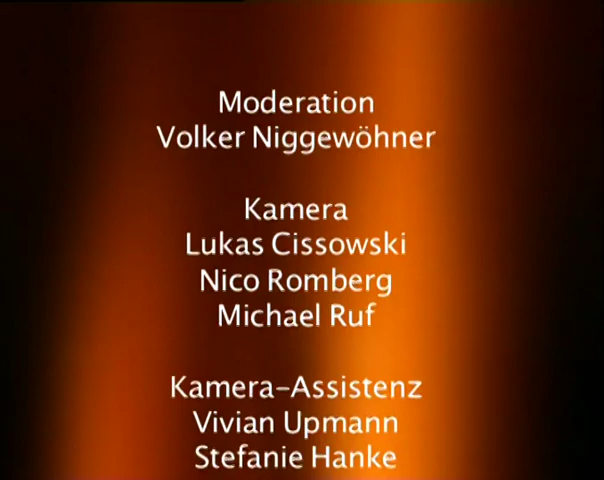 Moderation
Volker Niggewöhner
Kamera
Lukas Cissowski
Nico Romberg
Michael Ruf
Kamera-Assistenz
Vivian Upmann
Stefanie Hanke